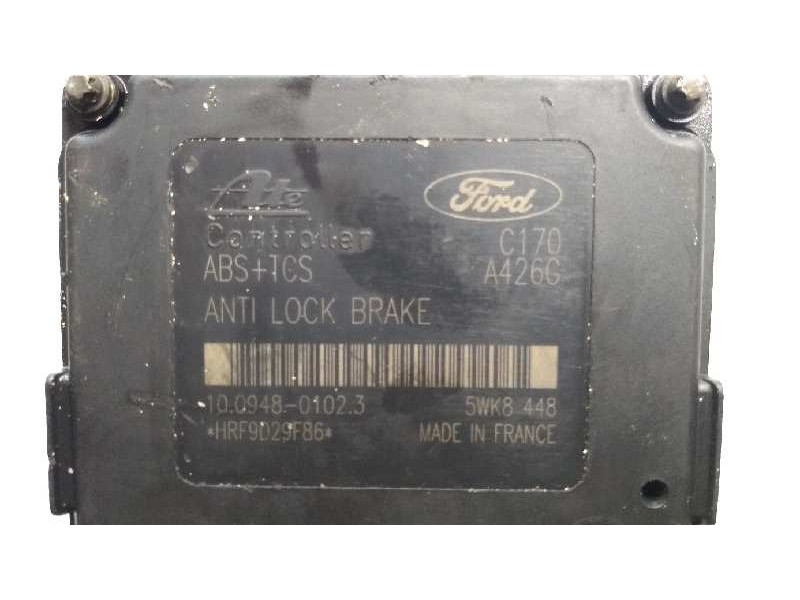 Ate Ford
Controller C170
ABS+TCS A426G
ANTI LOCK BRAKE
10.0948-0102.3 5WK8 448
*HRF9D29F86* MADE IN FRANCE